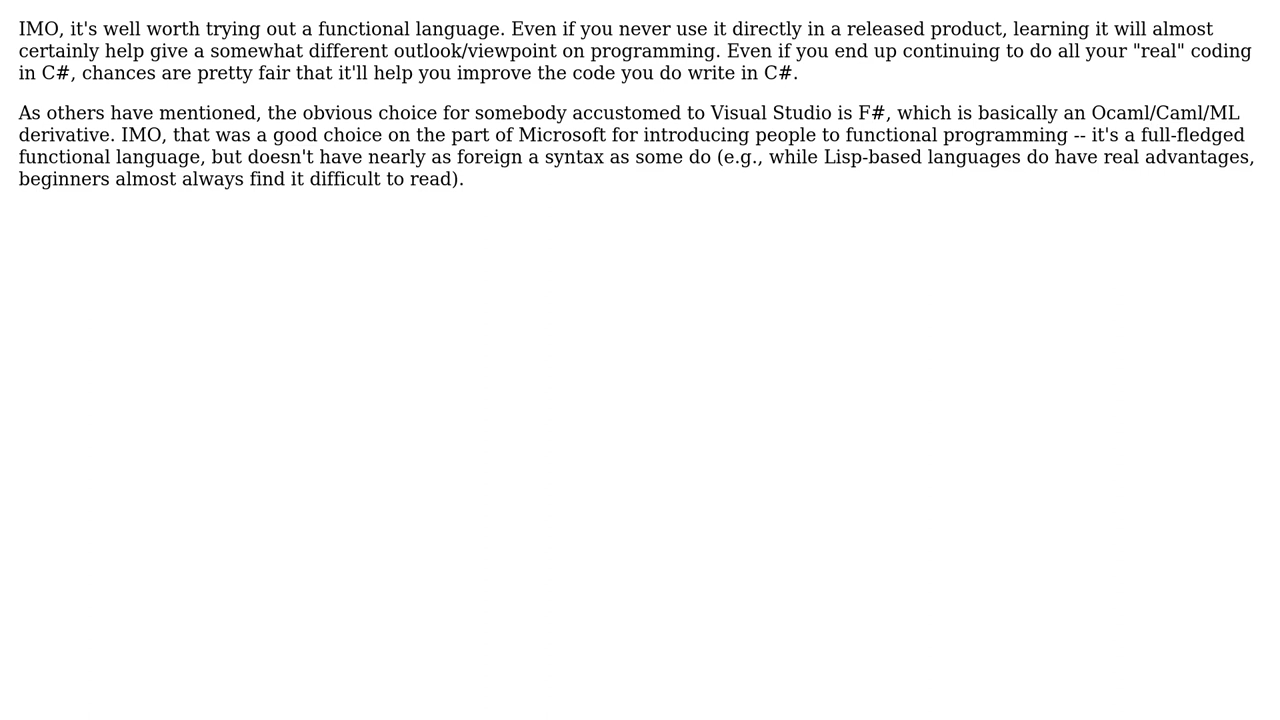 IMO, it's well worth trying out a functional language. Even if you never use it directly in a released product, learning it will almost
certainly help give a somewhat different outlook/viewpoint on programming. Even if you end up continuing to do all your "real" coding
in C#, chances are pretty fair that it'll help you improve the code you do write in C#.
As others have mentioned, the obvious choice for somebody accustomed to Visual Studio is F#, which is basically an Ocaml/Caml/ML
derivative. IMO, that was a good choice on the part of Microsoft for introducing people to functional programming -- it's a full-fledged
functional language, but doesn't have nearly as foreign a syntax as some do (e.g., while Lisp-based languages do have real advantages,
beginners almost always find it difficult to read).